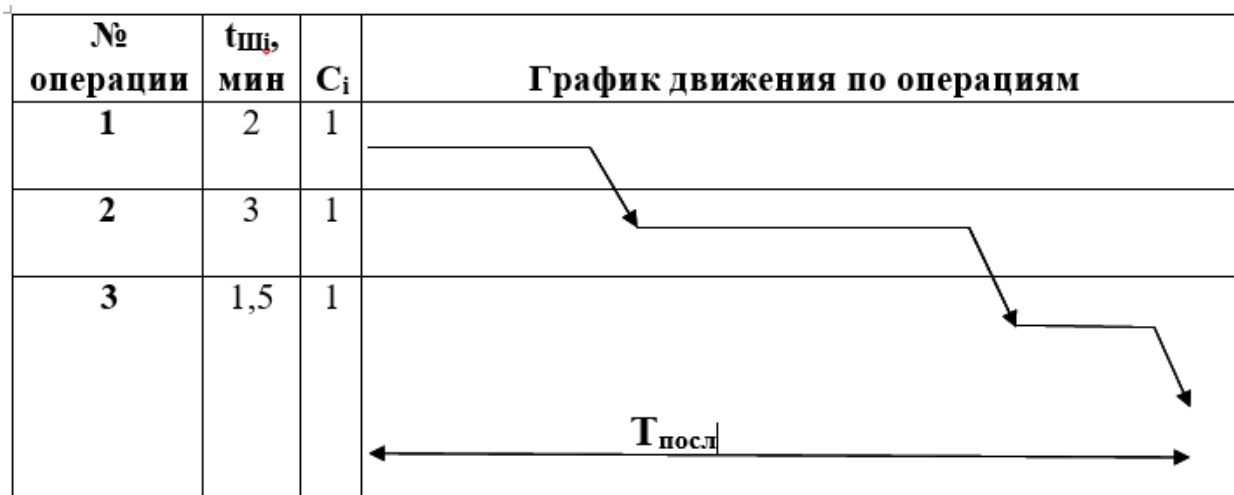 № операции
tШi, мин
Ci
График движения по операциям
1 2 1
2 3 1
3 1,5 1
Tпосл